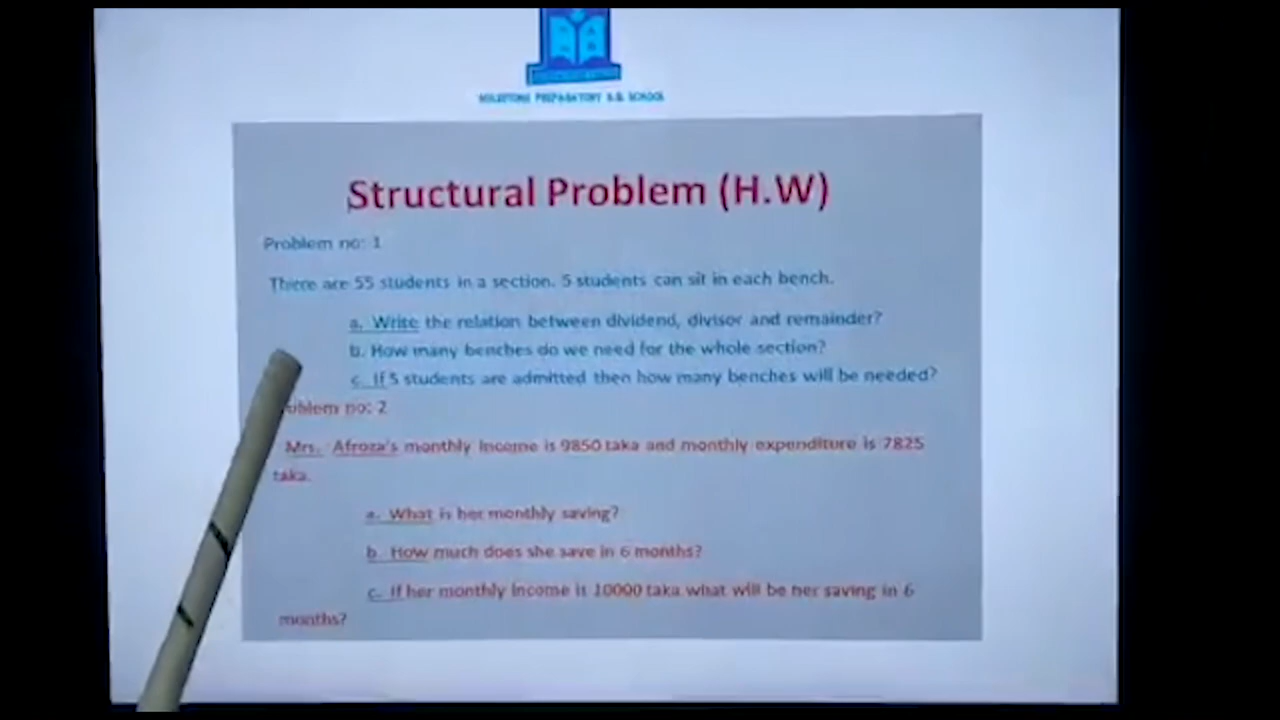 MILESTONE PREPARATORY K.G. SCHOOL
Structural Problem (H.W)
Problem no: 1
There are 55 students in a section. 5 students can sit in each bench.
a. Write the relation between dividend, divisor and remainder?
b. How many benches do we need for the whole section?
c. If 5 students are admitted then how many benches will be needed?
oblem no: 2
Mrs. Afroza's monthly income is 9850 taka and monthly expenditure is 7825
taka.
a. What is her monthly saving?
b. How much does she save in 6 months?
c. If her monthly income is 10000 taka what will be her saving in 6
months?